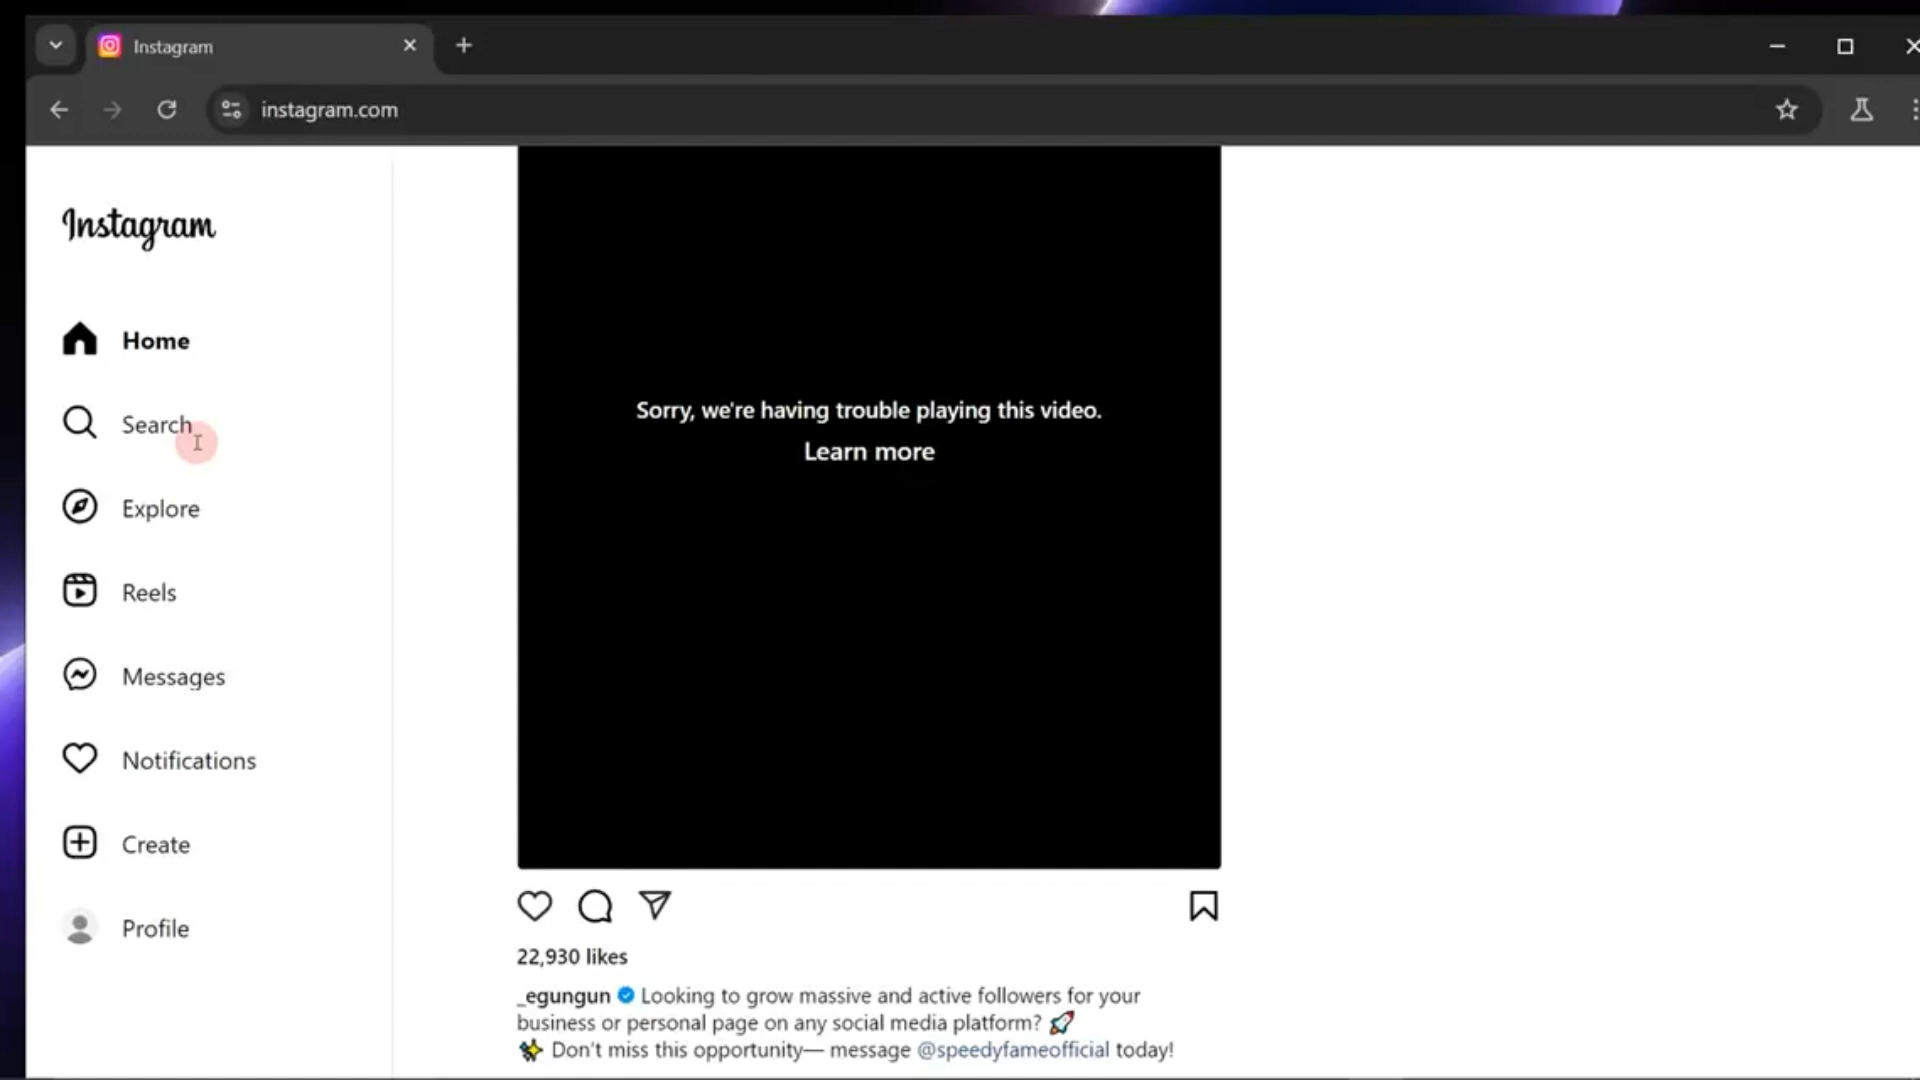 Instagram
instagram.com
Instagram
Home
Search
Explore
Reels
Messages
Notifications
Create
Profile
Sorry, we're having trouble playing this video.
Learn more
22,930 likes
_egungun Looking to grow massive and active followers for your
business or personal page on any social media platform? 🚀
✨ Don't miss this opportunity— message @speedyfameofficial today!